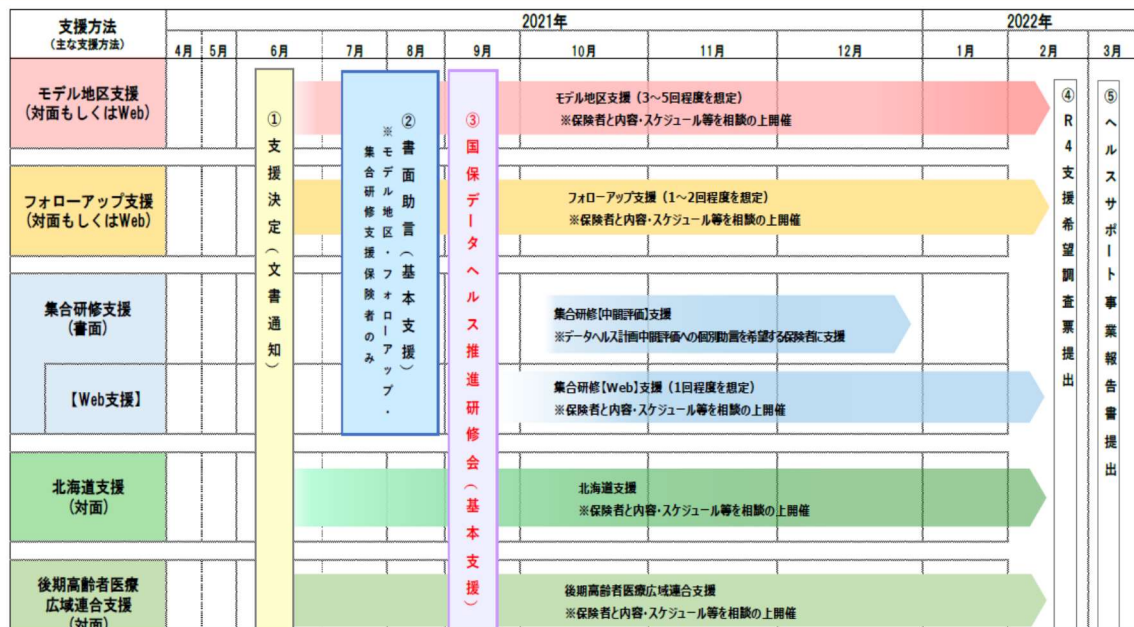 支援方法
(主な支援方法)
2021年
2022年
4月
5月
6月
7月
8月
9月
10月
11月
12月
1月
2月
3月
モデル地区支援
(対面もしくはWeb)
モデル地区支援（3～5回程度を想定）
※保険者と内容・スケジュール等を相談の上開催
フォローアップ支援
(対面もしくはWeb)
フォローアップ支援（1～2回程度を想定）
※保険者と内容・スケジュール等を相談の上開催
集合研修支援
(書面)
集合研修【中間評価】支援
※データヘルス計画中間評価への個別助言を希望する保険者に支援
【Web支援】
集合研修【Web】支援（1回程度を想定）
※保険者と内容・スケジュール等を相談の上開催
北海道支援
(対面)
北海道支援
※保険者と内容・スケジュール等を相談の上開催
後期高齢者医療
広域連合支援
(対面)
後期高齢者医療広域連合支援
※保険者と内容・スケジュール等を相談の上開催
①支援決定（文書通知）
②書面助言（基本支援）
※モデル地区・フォローアップ・
集合研修支援保険者のみ
③国保データヘルス推進研修会（基本支援）
④R4支援希望調査票提出
⑤ヘルスサポート事業報告書提出